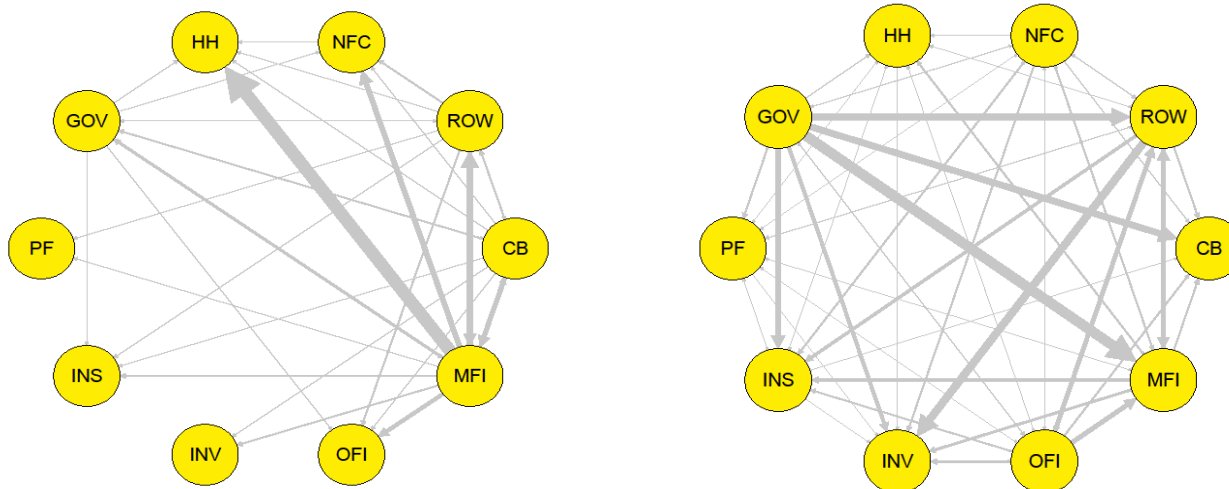 HH
NFC
GOV
ROW
PF
CB
INS
MFI
INV
OFI
HH
NFC
GOV
ROW
PF
CB
INS
MFI
INV
OFI